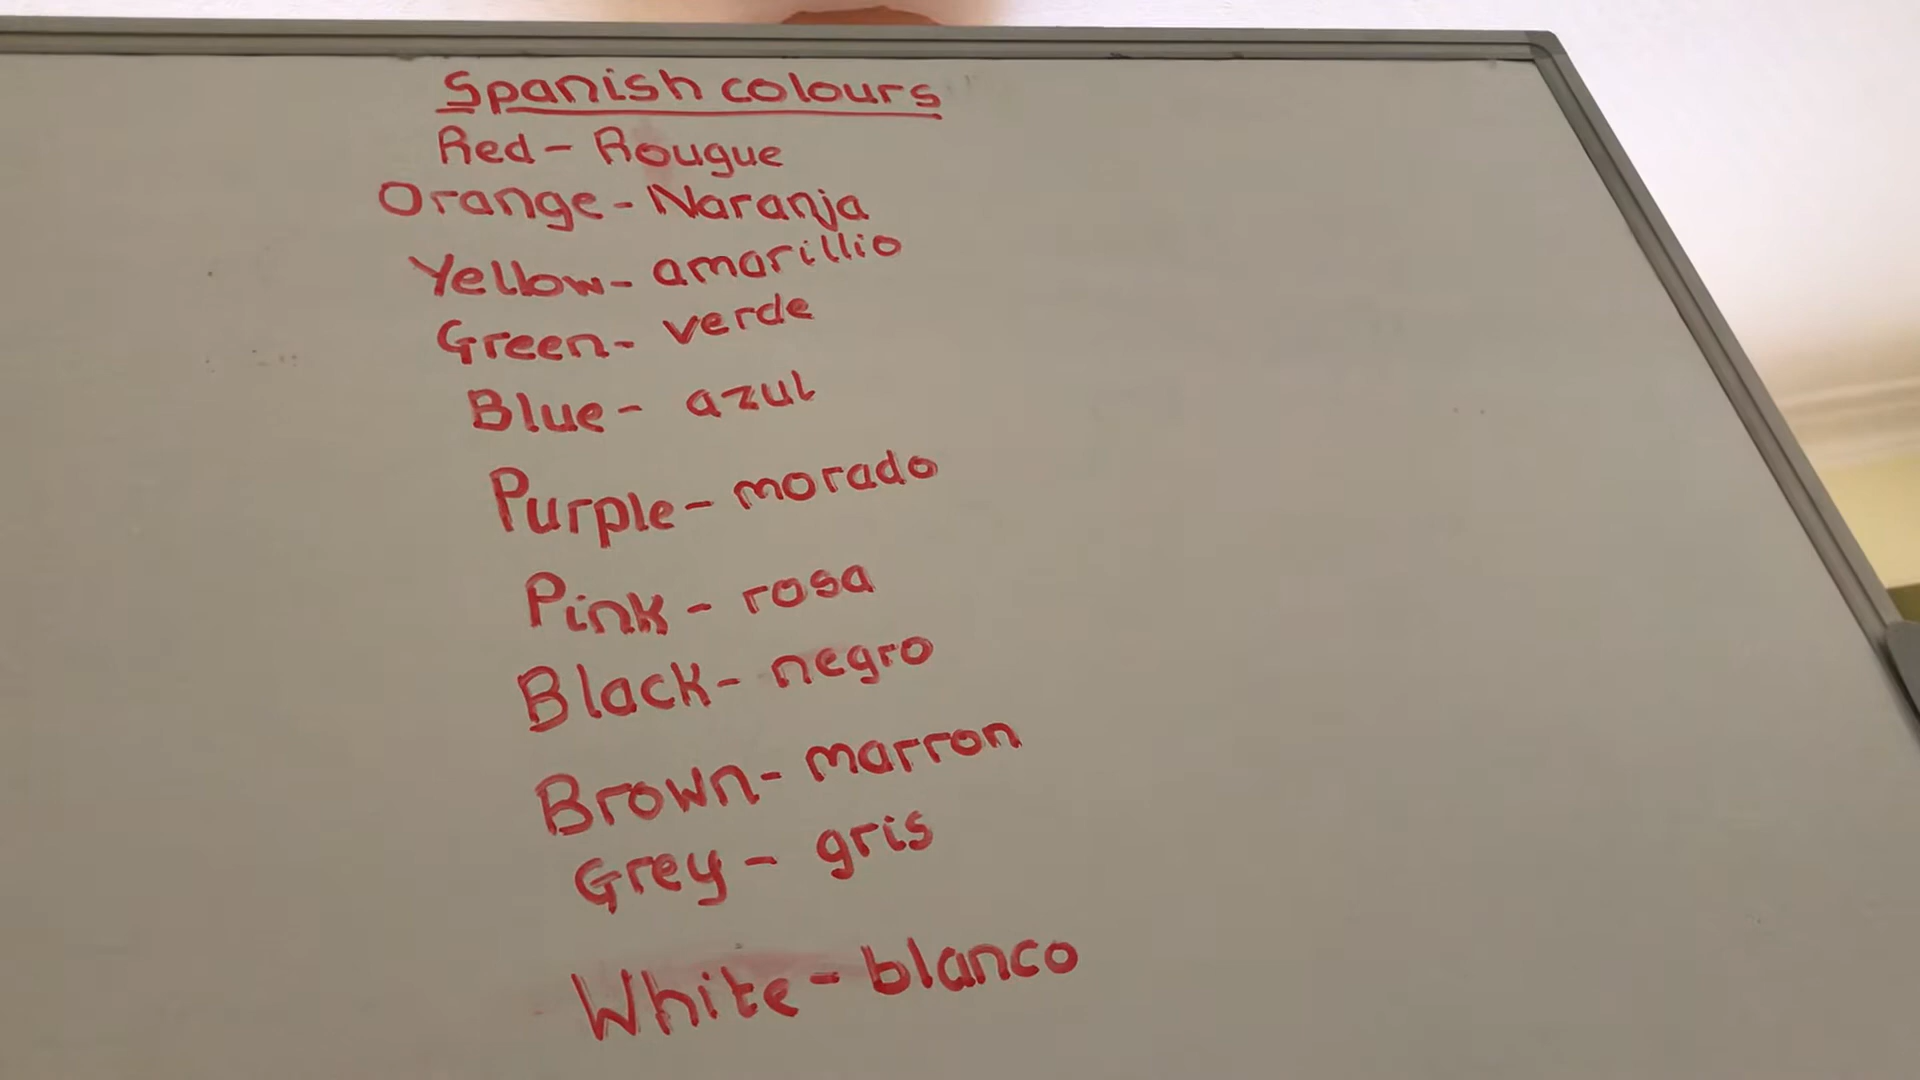 Spanish colours
Red - Rougue
Orange - Naranja
Yellow - amarillio
Green - verde
Blue - azul
Purple - morado
Pink - rosa
Black - negro
Brown - marron
Grey - gris
White - blanco